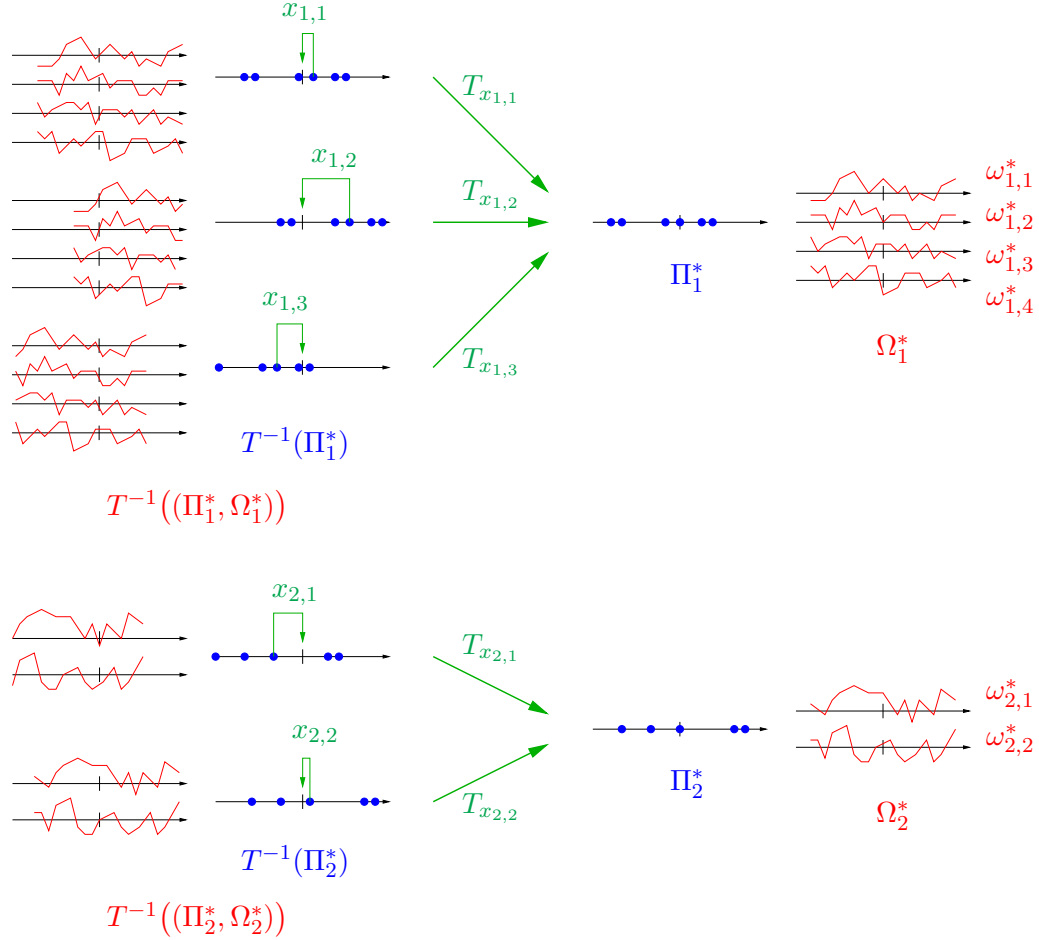 x_{1,1}
T_{x_{1,1}}
x_{1,2}
T_{x_{1,2}}
ω^*_{1,1}
ω^*_{1,2}
ω^*_{1,3}
ω^*_{1,4}
Π^*_1
x_{1,3}
T_{x_{1,3}}
Ω^*_1
T^{-1}(Π^*_1)
T^{-1}((Π^*_1, Ω^*_1))
x_{2,1}
T_{x_{2,1}}
ω^*_{2,1}
ω^*_{2,2}
x_{2,2}
Π^*_2
T_{x_{2,2}}
Ω^*_2
T^{-1}(Π^*_2)
T^{-1}((Π^*_2, Ω^*_2))